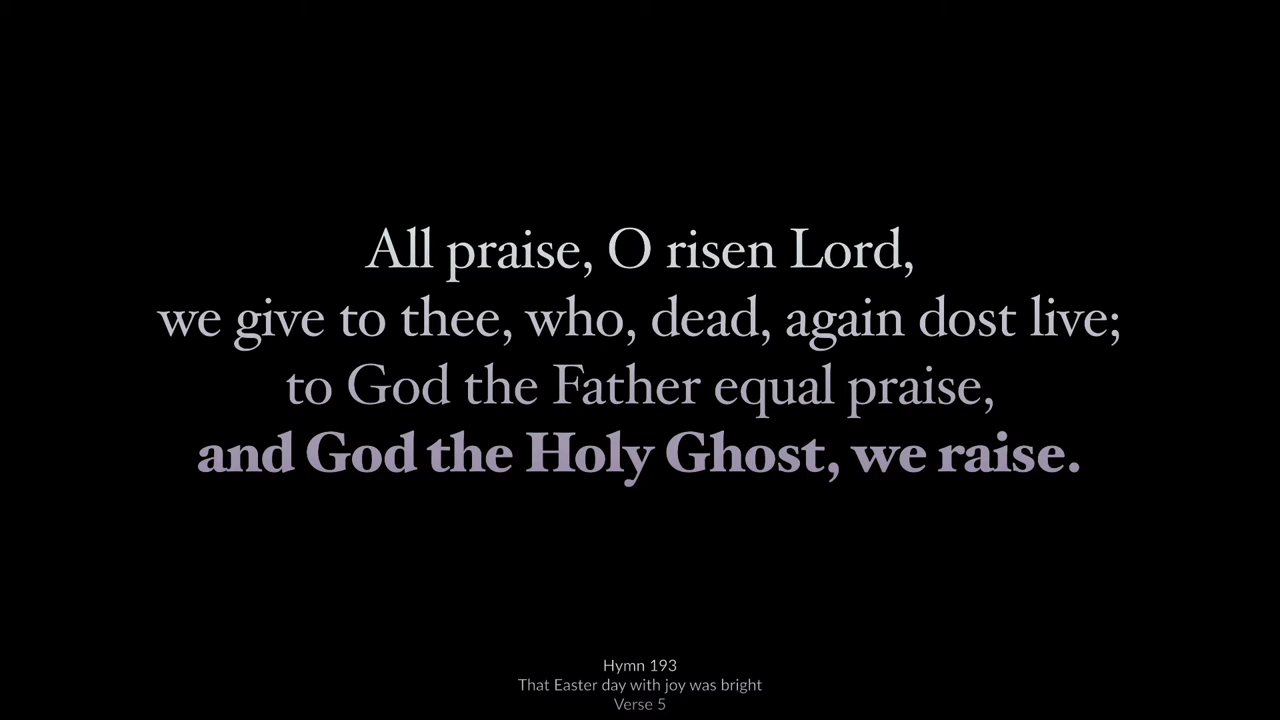 All praise, O risen Lord,
we give to thee, who, dead, again dost live;
to God the Father equal praise,
and God the Holy Ghost, we raise.
Hymn 193
That Easter day with joy was bright
Verse 5